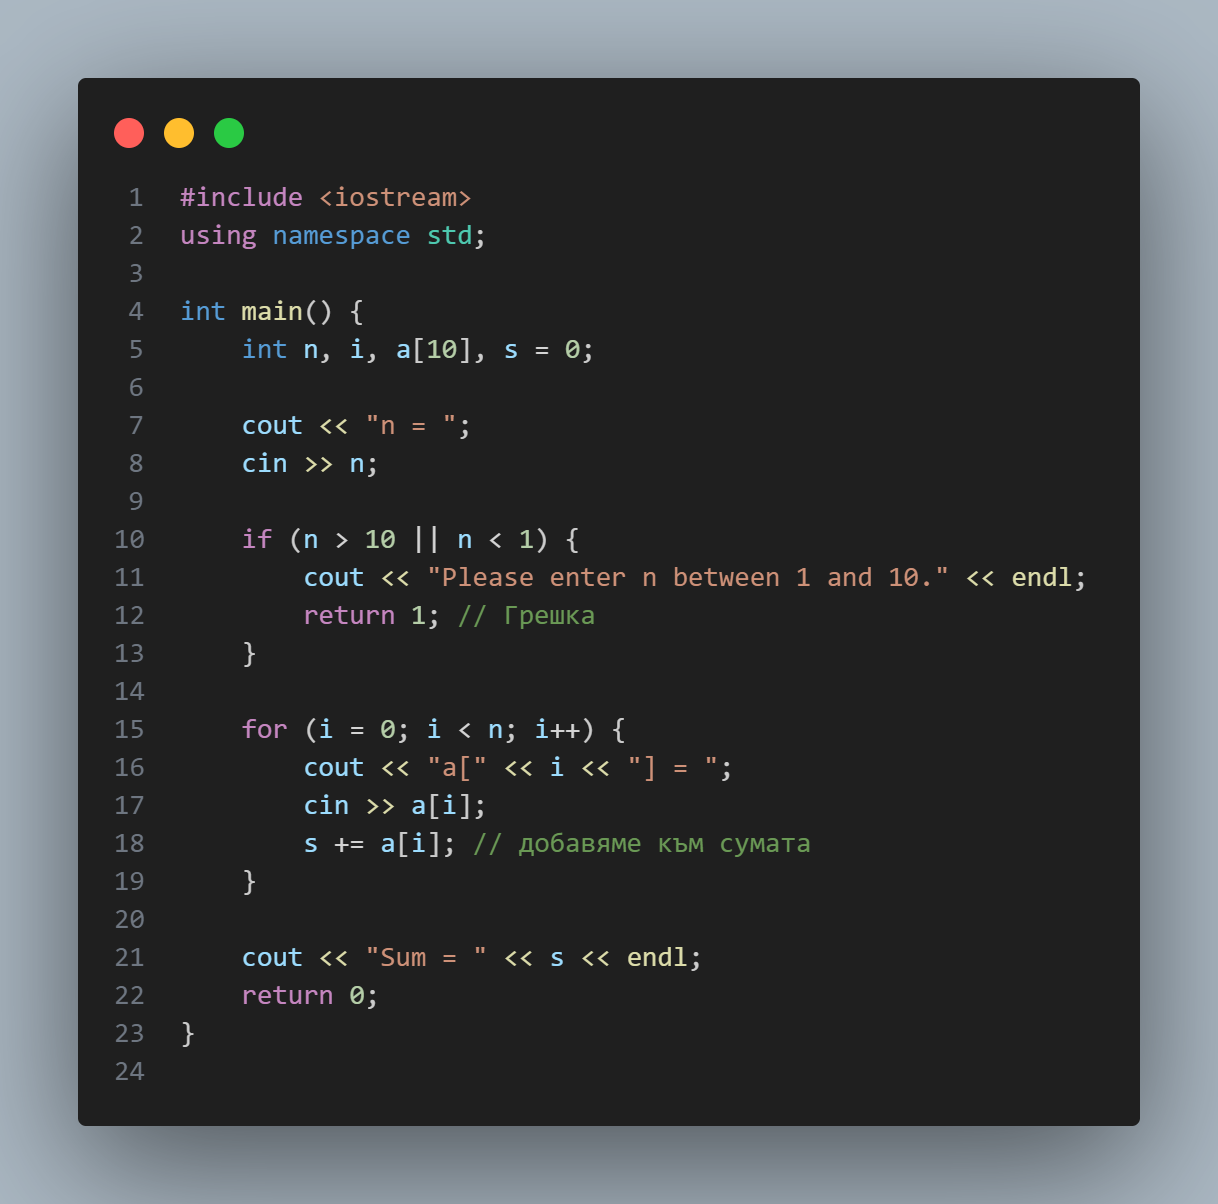 1 #include <iostream>
2 using namespace std;
3
4 int main() {
5     int n, i, a[10], s = 0;
6
7     cout << "n = ";
8     cin >> n;
9
10     if (n > 10 || n < 1) {
11         cout << "Please enter n between 1 and 10." << endl;
12         return 1; // Грешка
13     }
14
15     for (i = 0; i < n; i++) {
16         cout << "a[" << i << "] = ";
17         cin >> a[i];
18         s += a[i]; // добавяме към сумата
19     }
20
21     cout << "Sum = " << s << endl;
22     return 0;
23 }
24